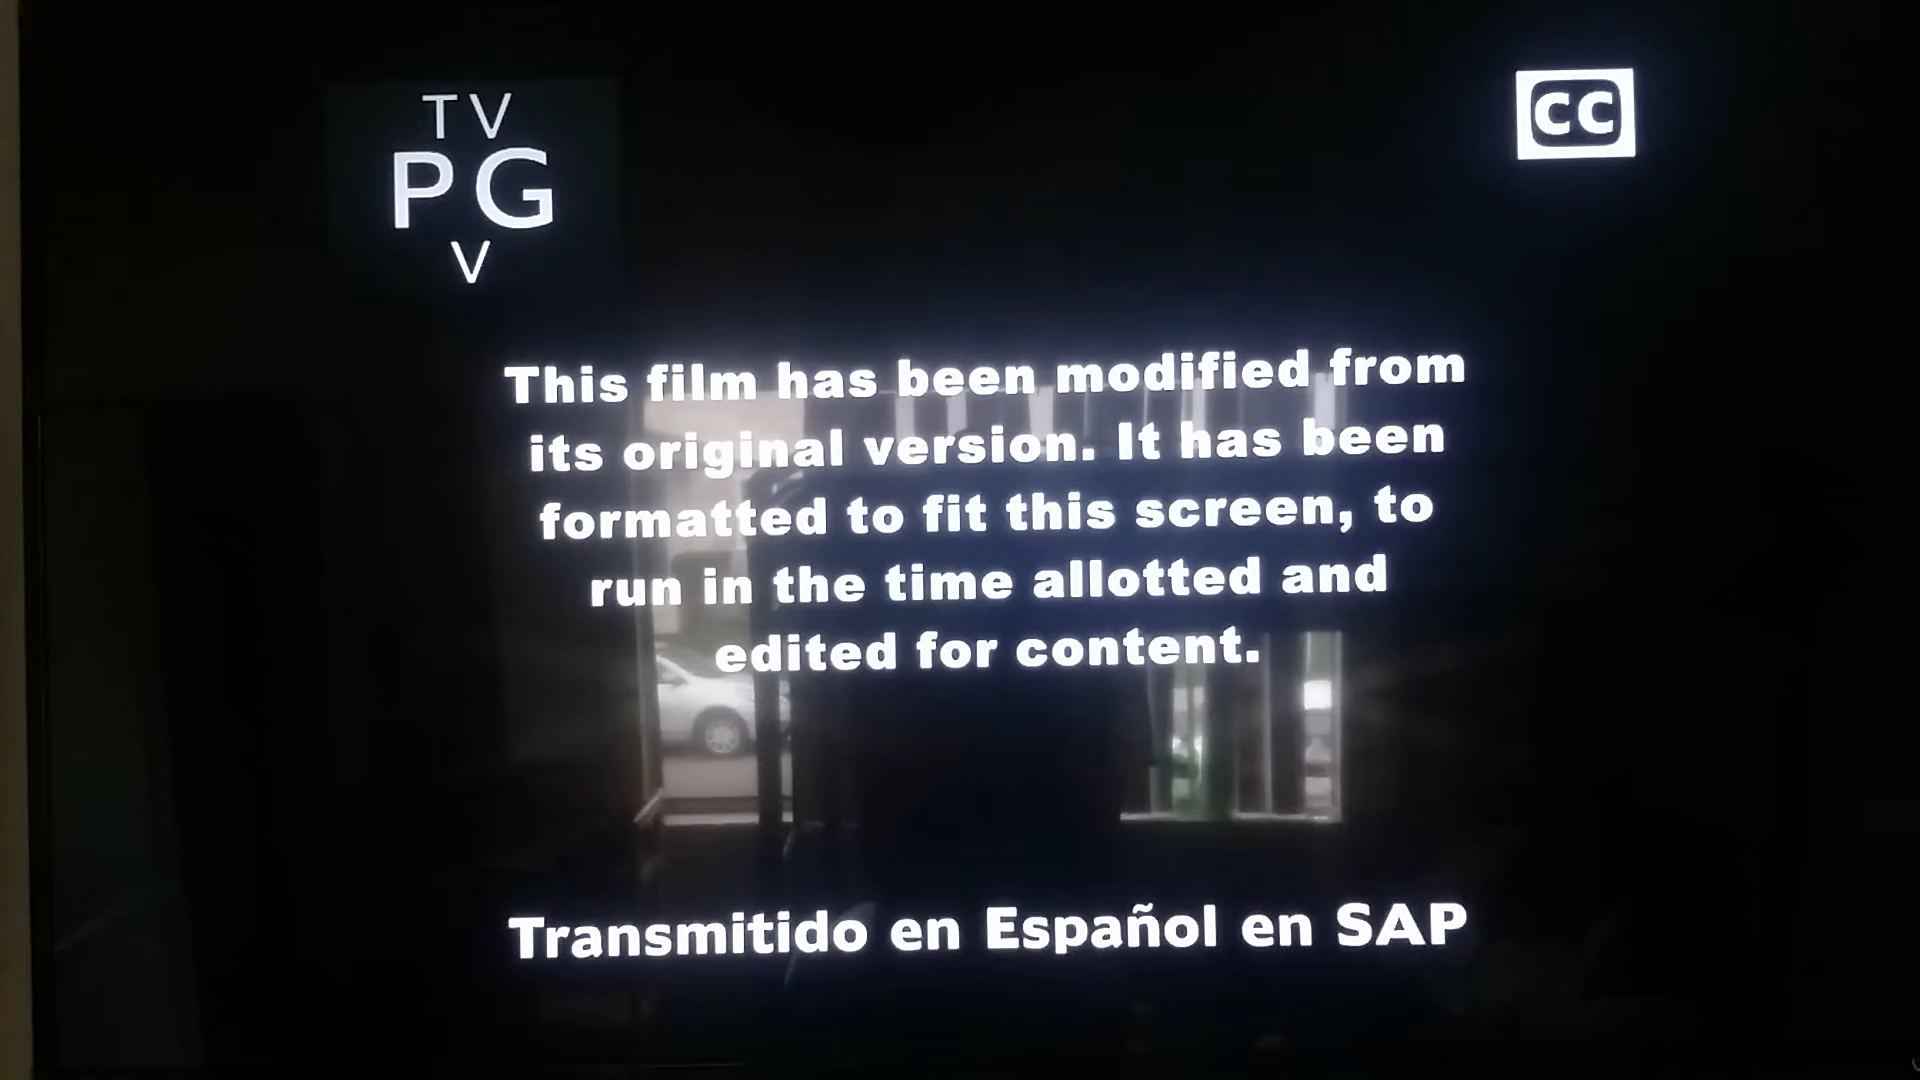 TV
PG
V
CC
This film has been modified from
its original version. It has been
formatted to fit this screen, to
run in the time allotted and
edited for content.
Transmitido en Español en SAP